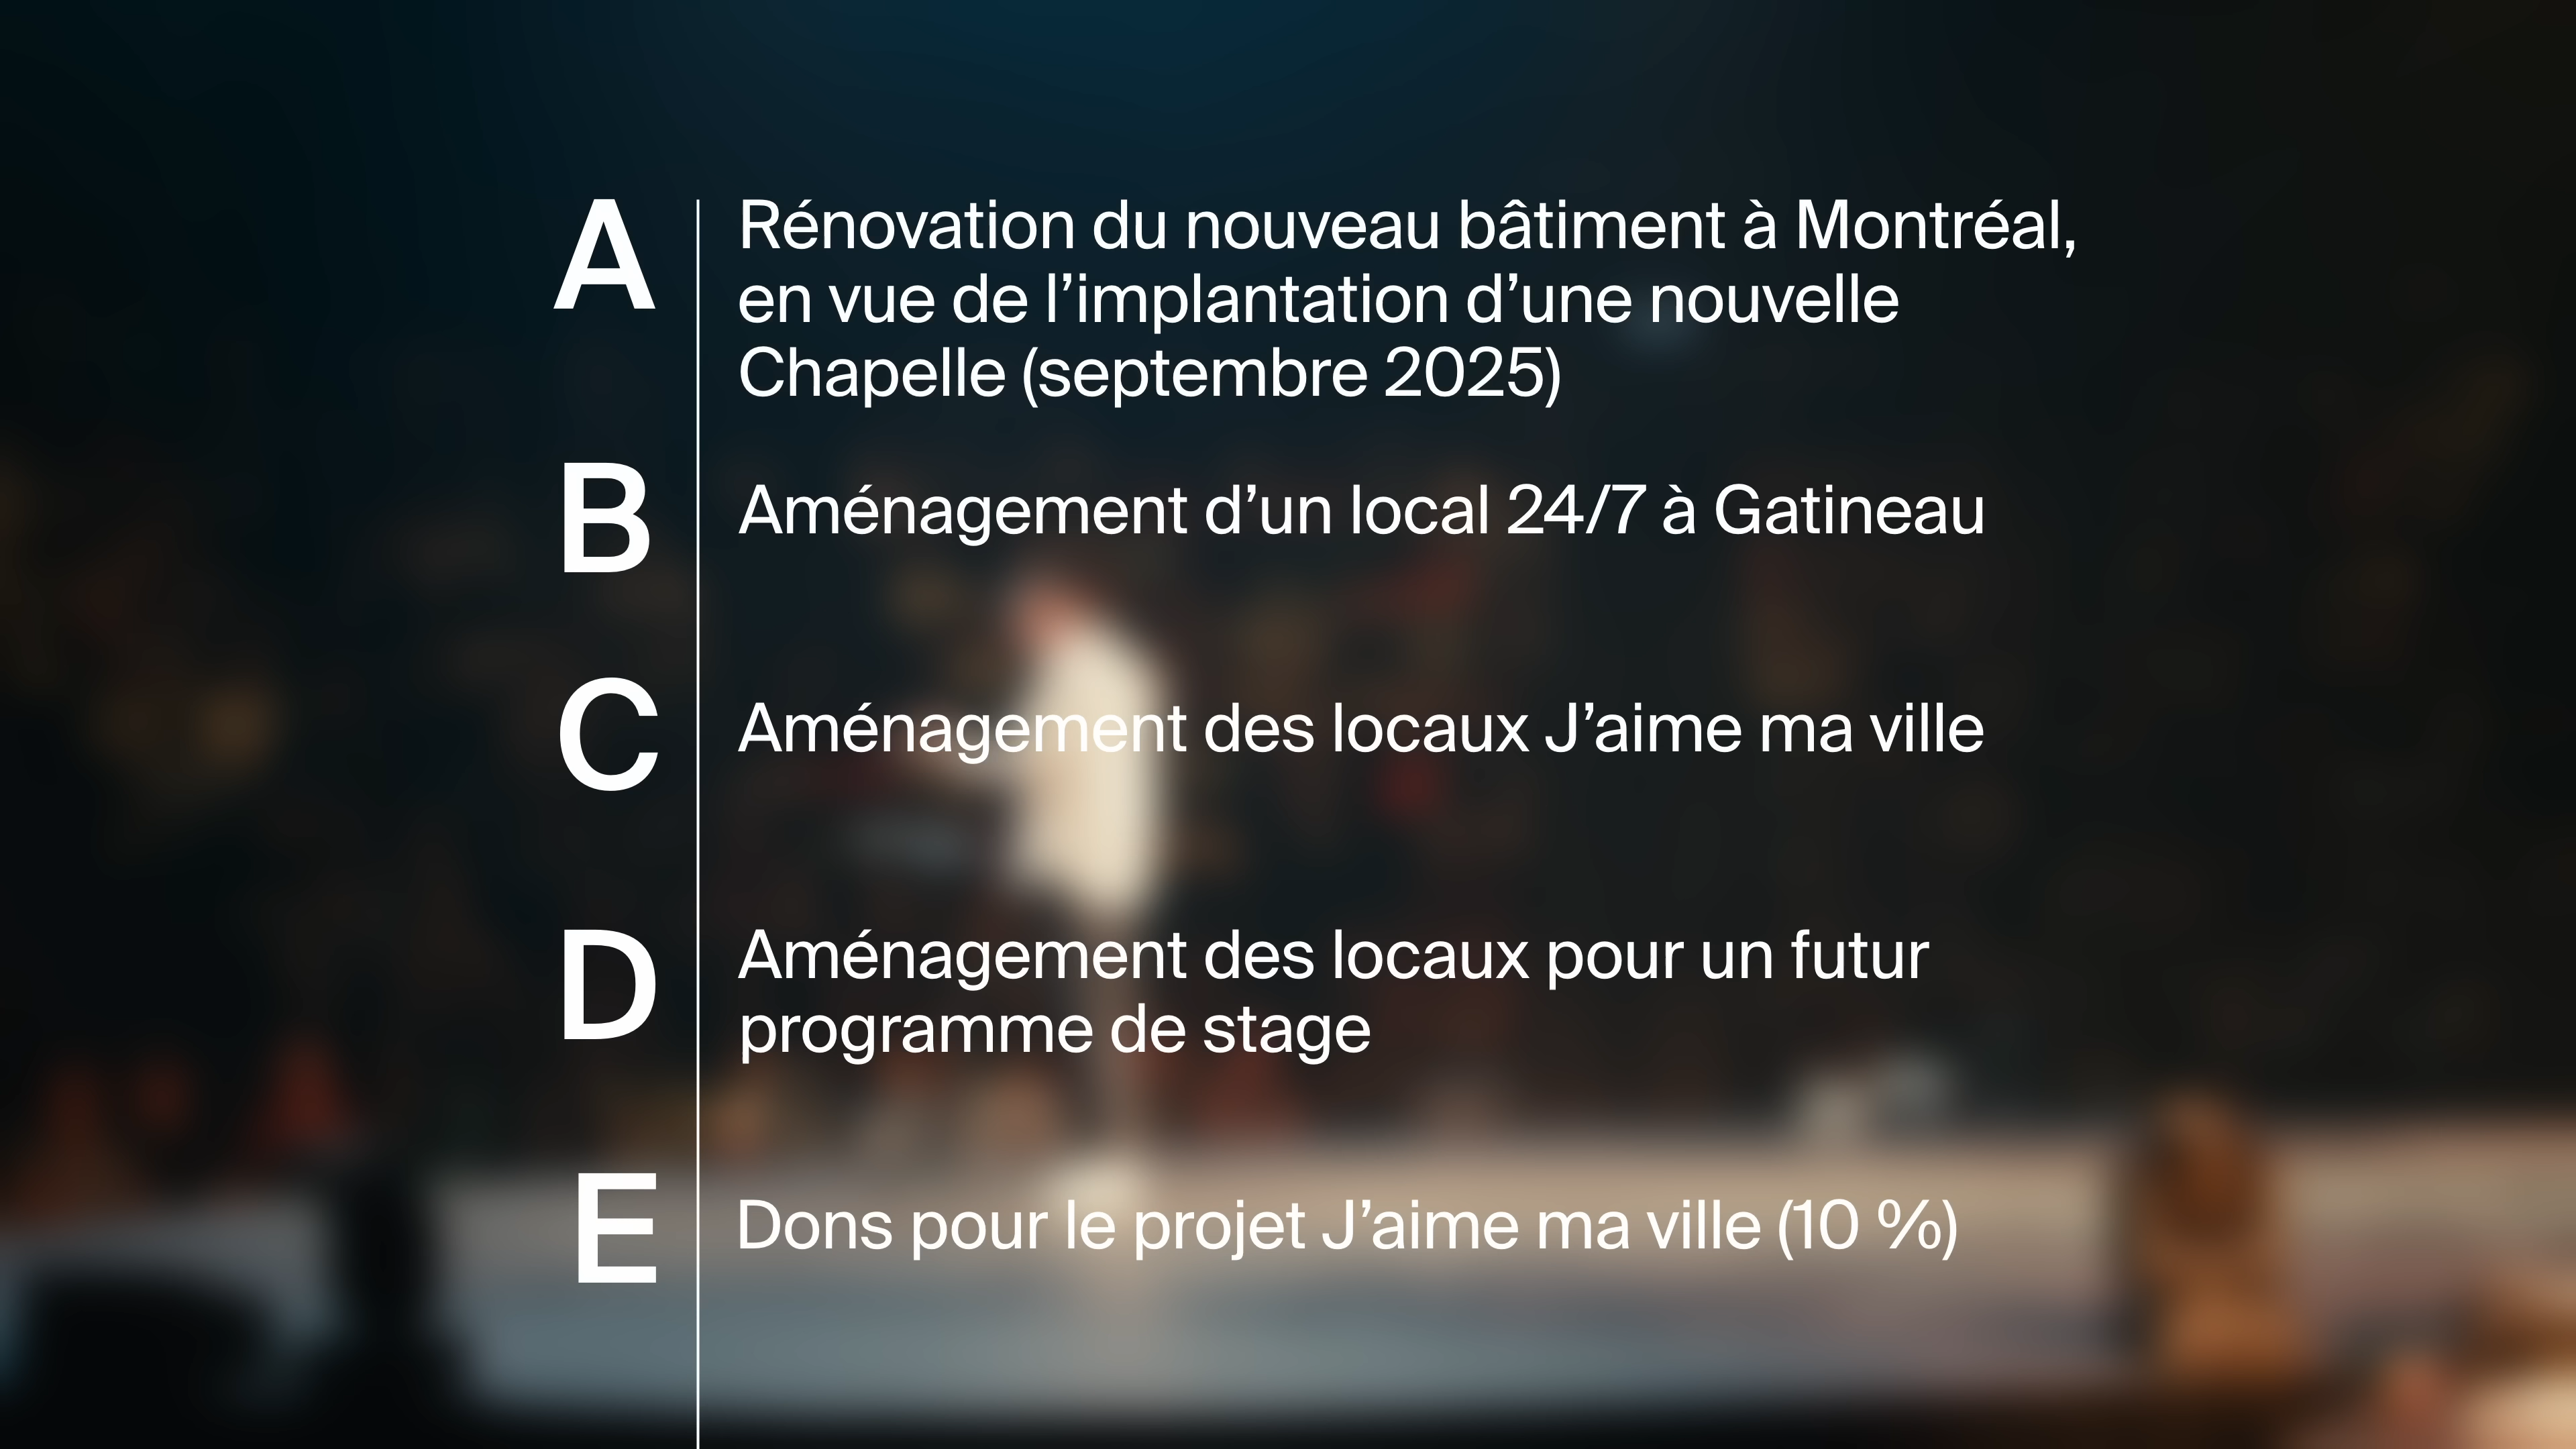 A
Rénovation du nouveau bâtiment à Montréal,
en vue de l’implantation d’une nouvelle
Chapelle (septembre 2025)
B
Aménagement d’un local 24/7 à Gatineau
C
Aménagement des locaux J’aime ma ville
D
Aménagement des locaux pour un futur
programme de stage
E
Dons pour le projet J’aime ma ville (10 %)